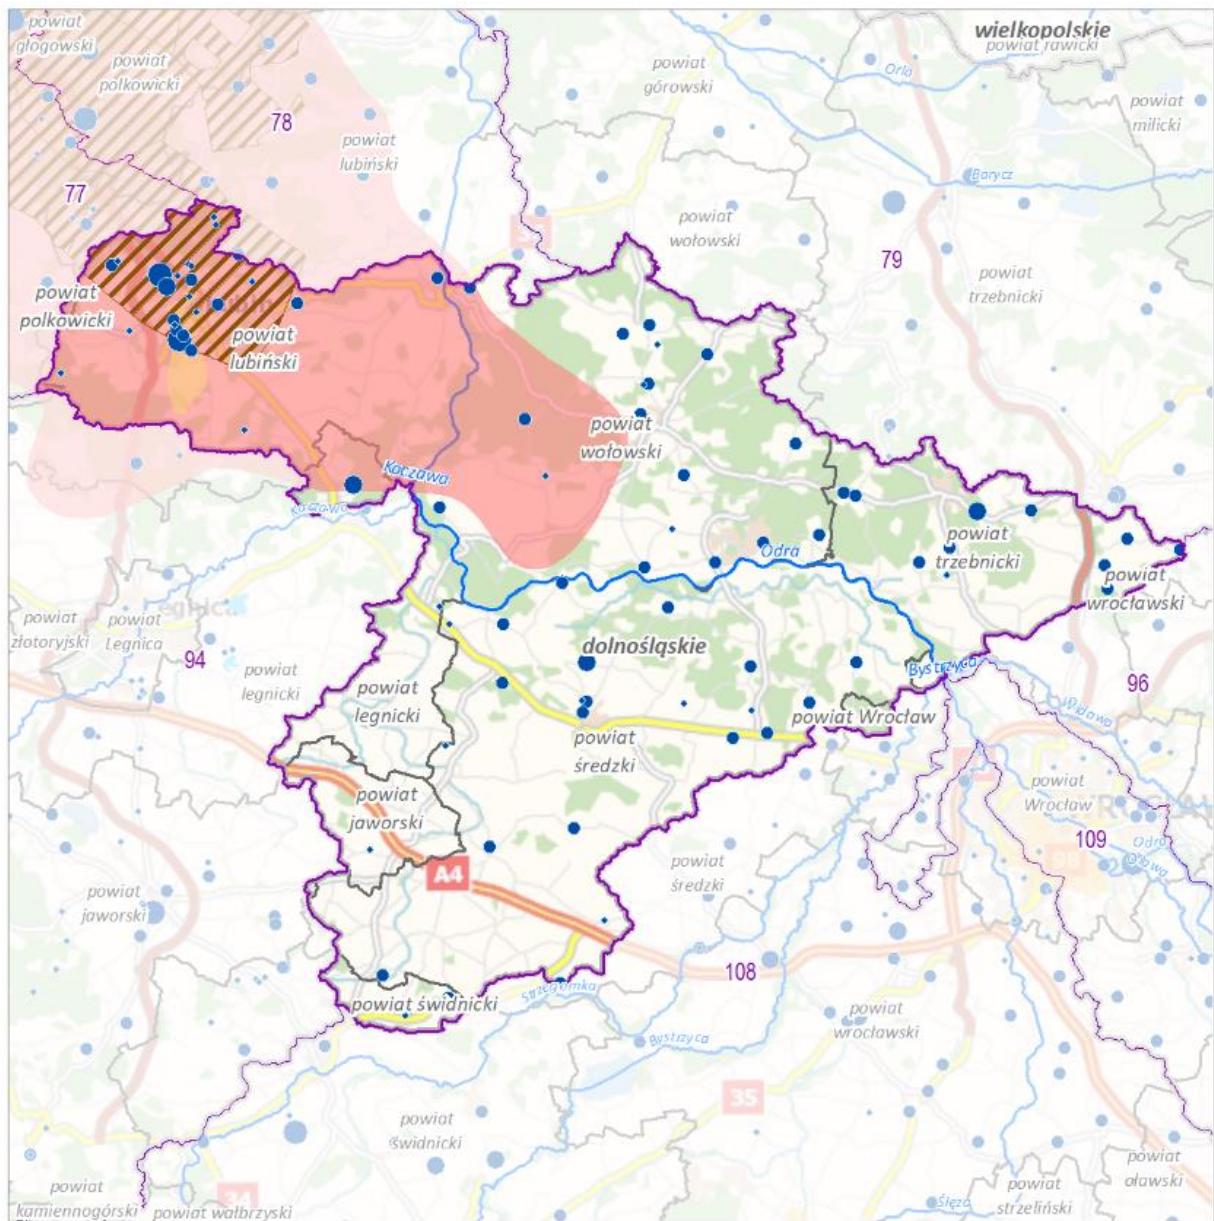 powiat
głogowski
wielkopolskie
powiat rawicki
powiat
polkowicki
powiat
górowski
Orla
powiat
milicki
78
powiat
lubiński
Barycz
77
powiat
wołowski
79
powiat
trzebnicki
powiat
polkowicki
powiat
lubiński
powiat
wołowski
Kaczawa
Kaczawa
Odra
powiat
trzebnicki
powiat
wrocławski
powiat
złotoryjski
powiat
Legnica
Legnica
94
powiat
legnicki
dolnośląskie
Bystrzyca
96
powiat
legnicki
powiat Wrocław
Widawa
powiat
średzki
powiat
jaworski
powiat
Wrocław
109
Odra
Oława
98
A4
powiat
średzki
powiat
jaworski
108
powiat świdnicki
Strzegomka
powiat
wrocławski
Bystrzyca
35
powiat
świdnicki
powiat
oławski
powiat
kamiennogórski
34
powiat wałbrzyski
Ślęza
powiat
strzeliński